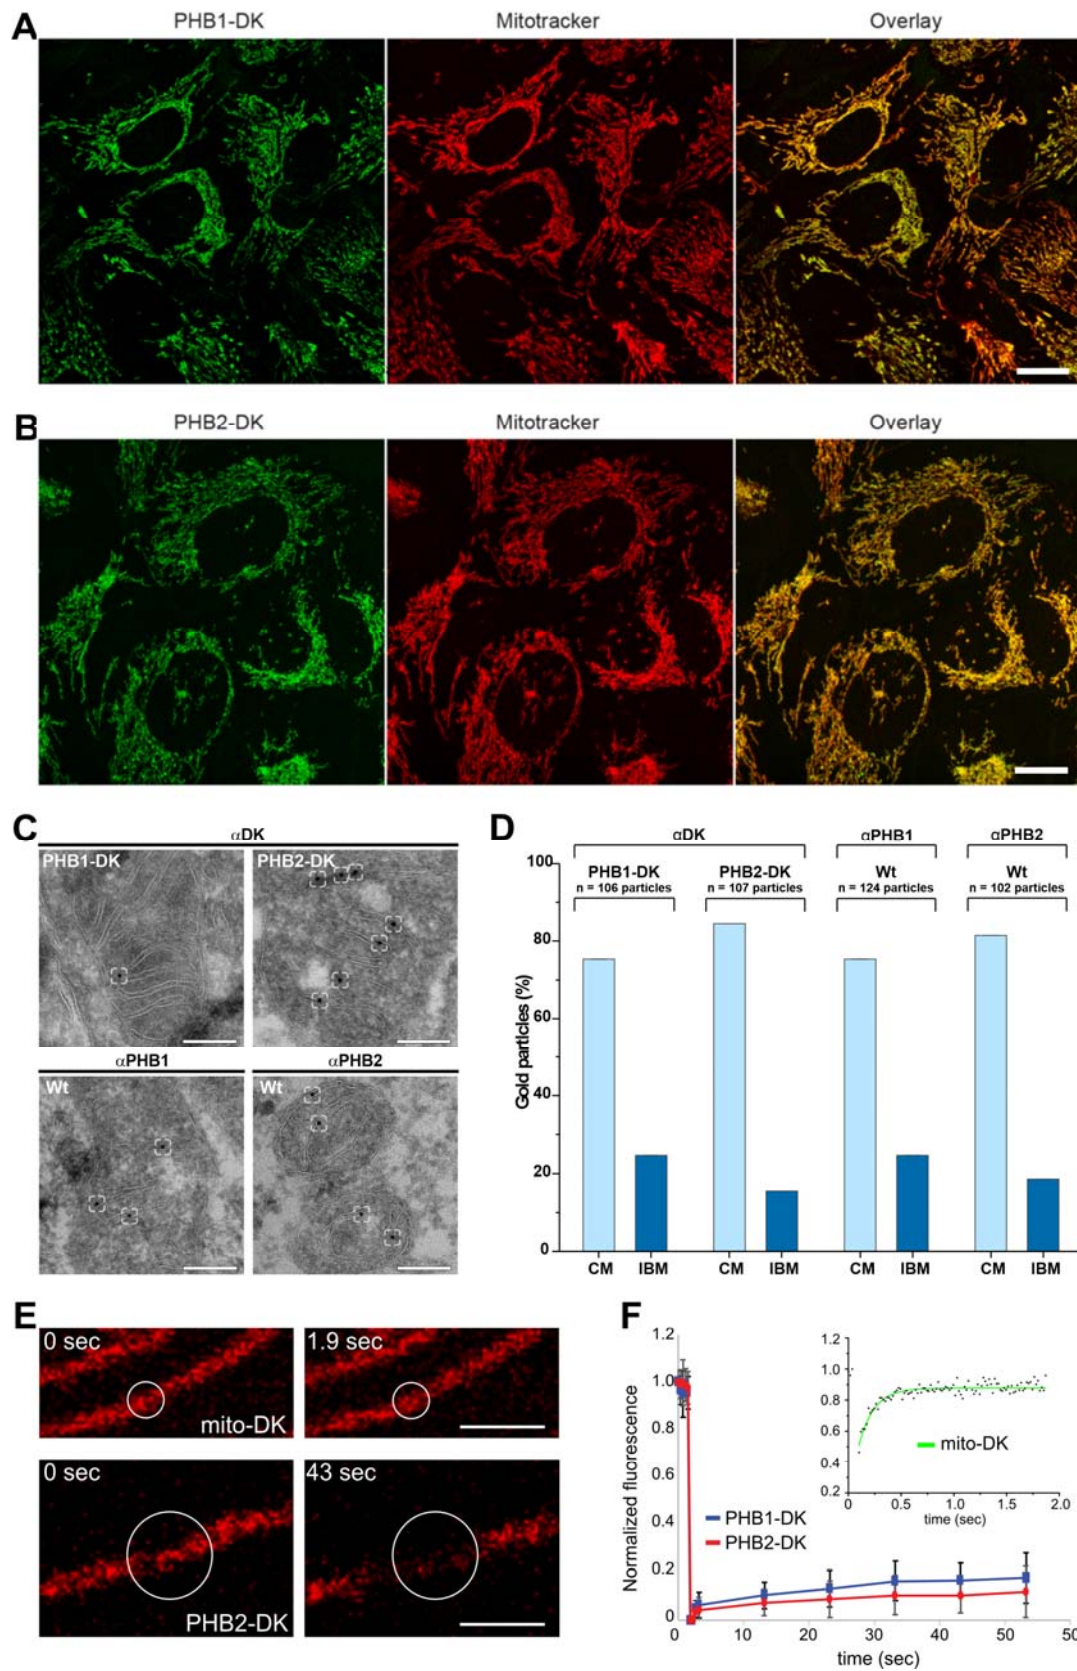 A
PHB1-DK Mitotracker Overlay
B
PHB2-DK Mitotracker Overlay
C
αDK
PHB1-DK PHB2-DK
αPHB1 αPHB2
Wt Wt
D
αDK αPHB1 αPHB2
PHB1-DK PHB2-DK Wt Wt
n = 106 particles n = 107 particles n = 124 particles n = 102 particles
Gold particles (%)
100
80
60
40
20
0
CM IBM CM IBM CM IBM CM IBM
E
0 sec 1.9 sec
mito-DK
0 sec 43 sec
PHB2-DK
F
Normalized fluorescence
1.2
1.0
0.8
0.6
0.4
0.2
0
0 10 20 30 40 50
time (sec)
PHB1-DK
PHB2-DK
1.2
1.0
0.8
0.6
0.4
0.2
0 0.5 1.0 1.5 2.0
time (sec)
mito-DK